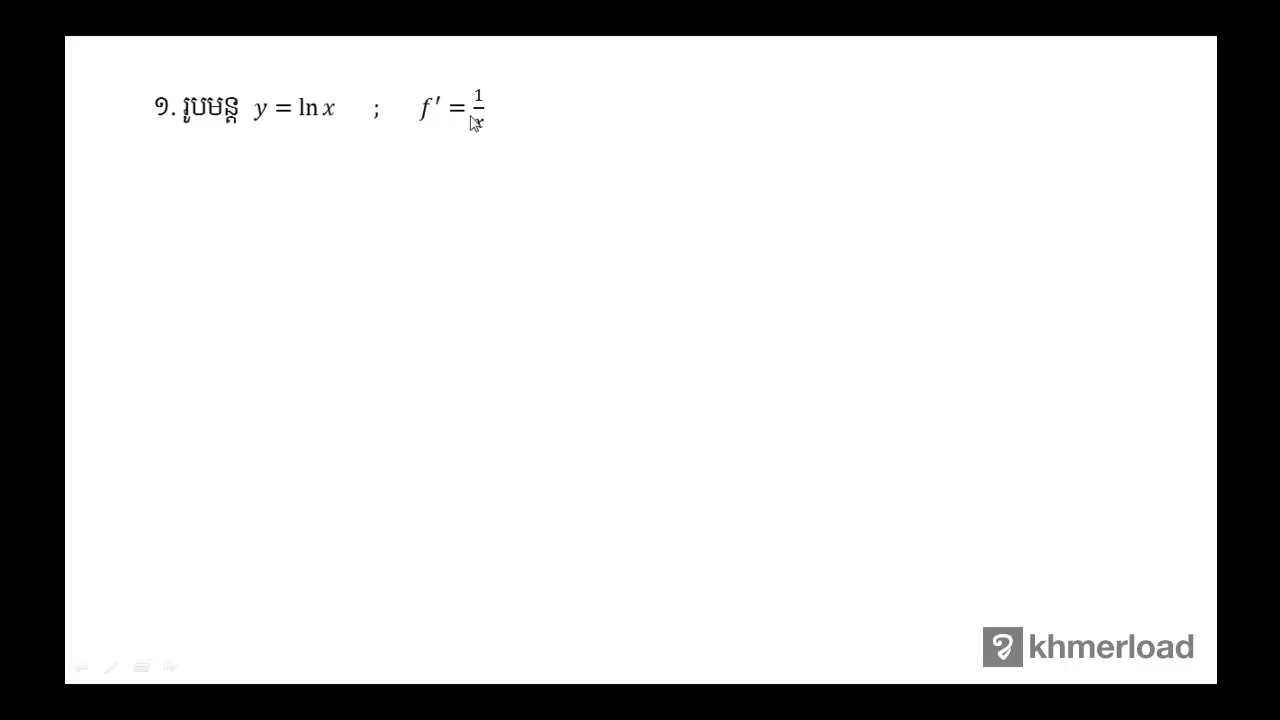 ១. រូបមន្ត y = ln x ; f′ = 1/x
khmerload